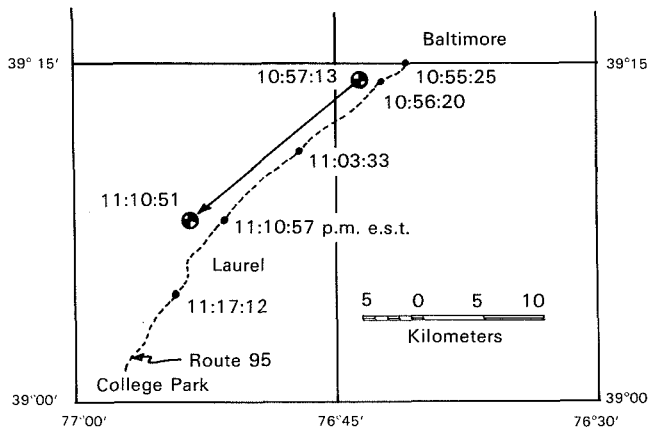 Baltimore
39° 15'
39° 15'
10:57:13
10:55:25
10:56:20
11:03:33
11:10:51
11:10:57 p.m. e.s.t.
Laurel
11:17:12
5 0 5 10
Kilometers
Route 95
College Park
39°00'
39°00'
77°00'
76°45'
76°30'